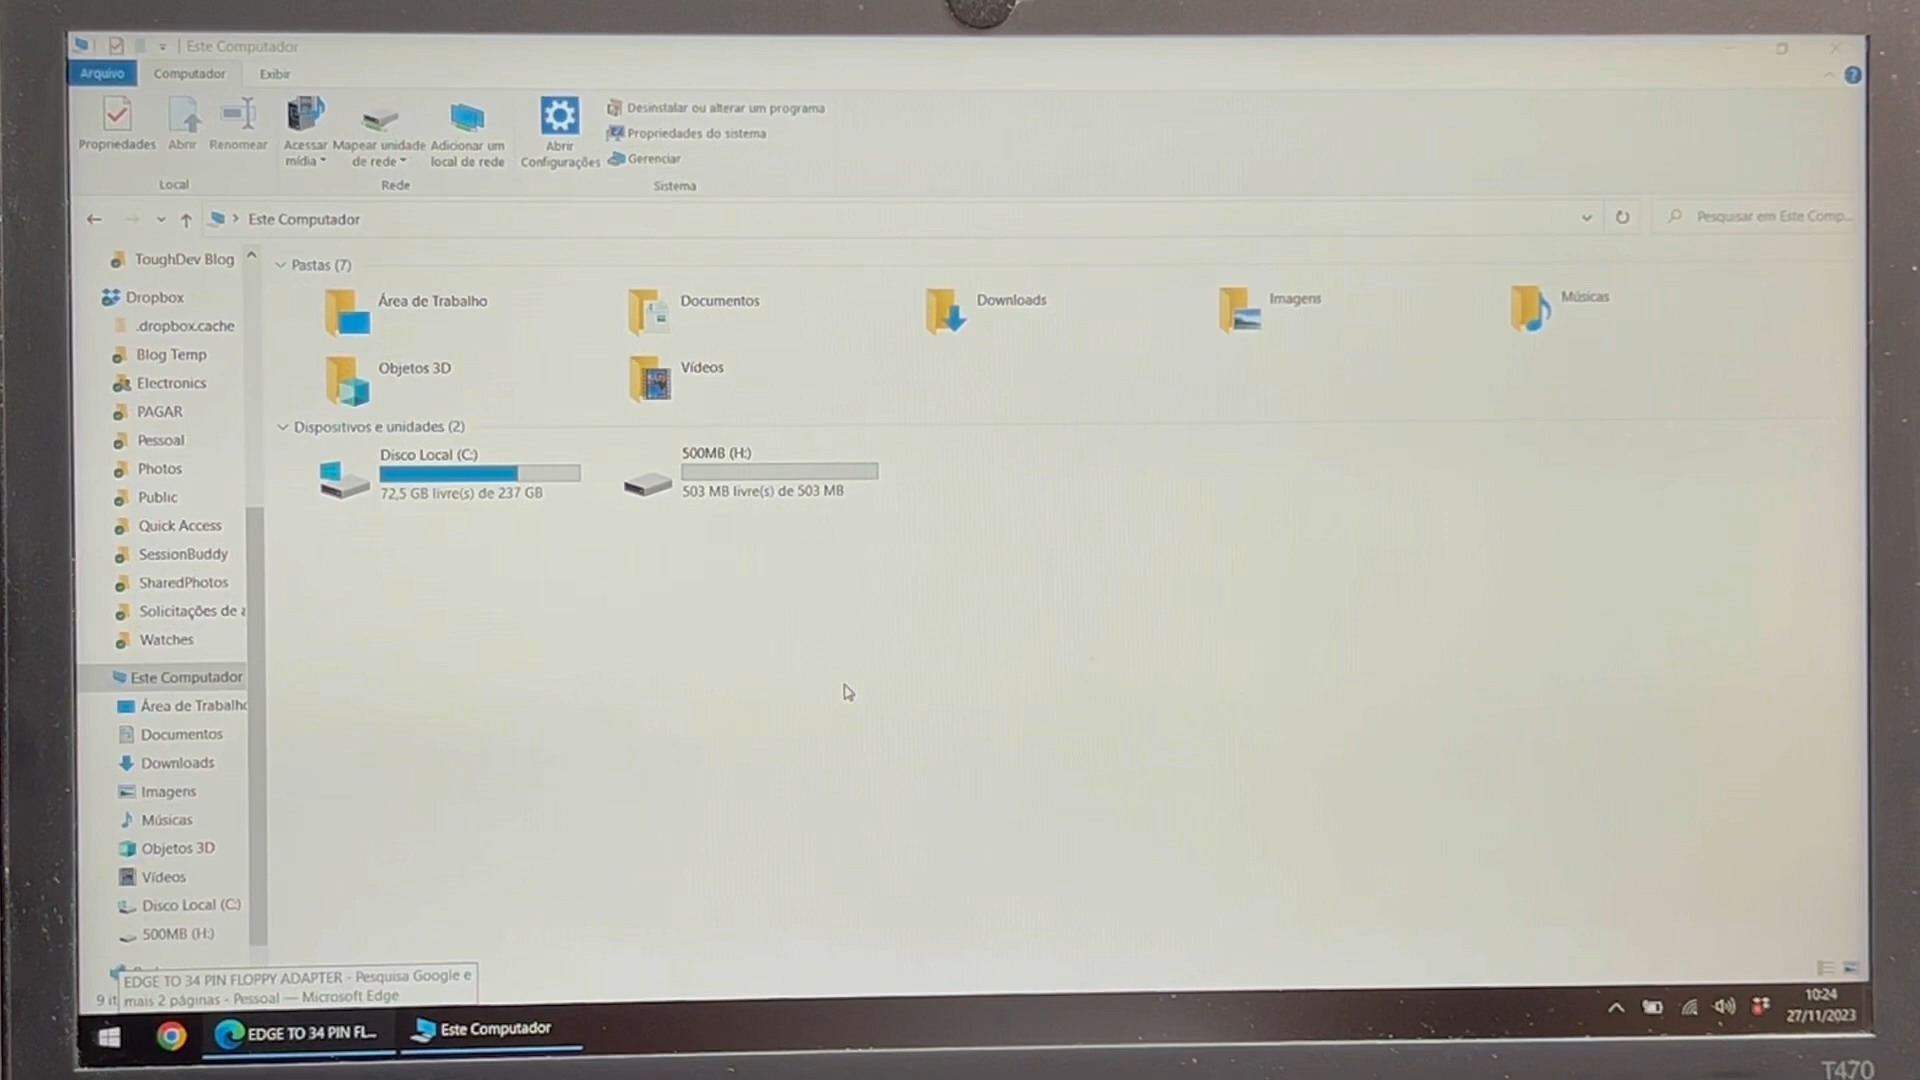 Este Computador
Arquivo
Computador
Exibir
Propriedades
Abrir
Renomear
Acessar mídia
Mapear unidade de rede
Adicionar um local de rede
Abrir Configurações
Desinstalar ou alterar um programa
Propriedades do sistema
Gerenciar
Local
Rede
Sistema
Este Computador
Pesquisar em Este Comp...
ToughDev Blog
Dropbox
.dropbox.cache
Blog Temp
Electronics
PAGAR
Pessoal
Photos
Public
Quick Access
SessionBuddy
SharedPhotos
Solicitações de a
Watches
Este Computador
Área de Trabalho
Documentos
Downloads
Imagens
Músicas
Objetos 3D
Vídeos
Disco Local (C:)
500MB (H:)
Pastas (7)
Área de Trabalho
Documentos
Downloads
Imagens
Músicas
Objetos 3D
Vídeos
Dispositivos e unidades (2)
Disco Local (C:)
72,5 GB livre(s) de 237 GB
500MB (H:)
503 MB livre(s) de 503 MB
EDGE TO 34 PIN FLOPPY ADAPTER - Pesquisa Google e
mais 2 páginas - Pessoal — Microsoft Edge
9 it
EDGE TO 34 PIN FL...
Este Computador
10:24
27/11/2023
T470